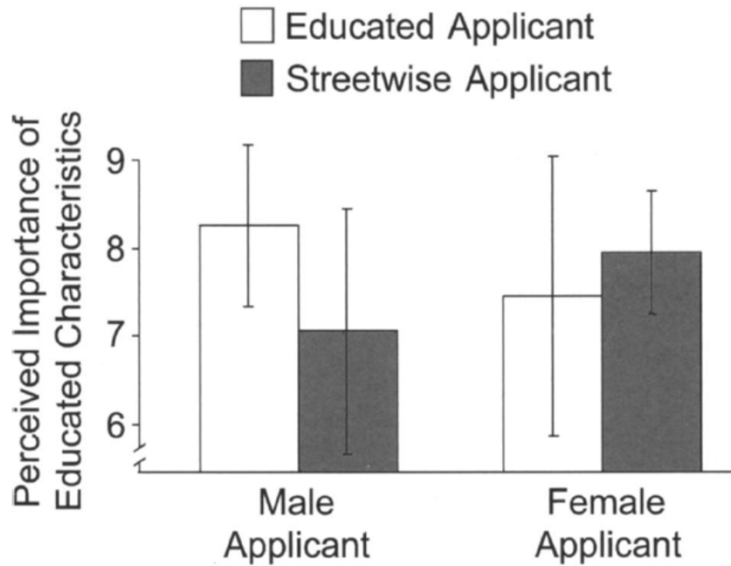 Educated Applicant
Streetwise Applicant
Perceived Importance of
Educated Characteristics
9
8
7
6
Male
Applicant
Female
Applicant